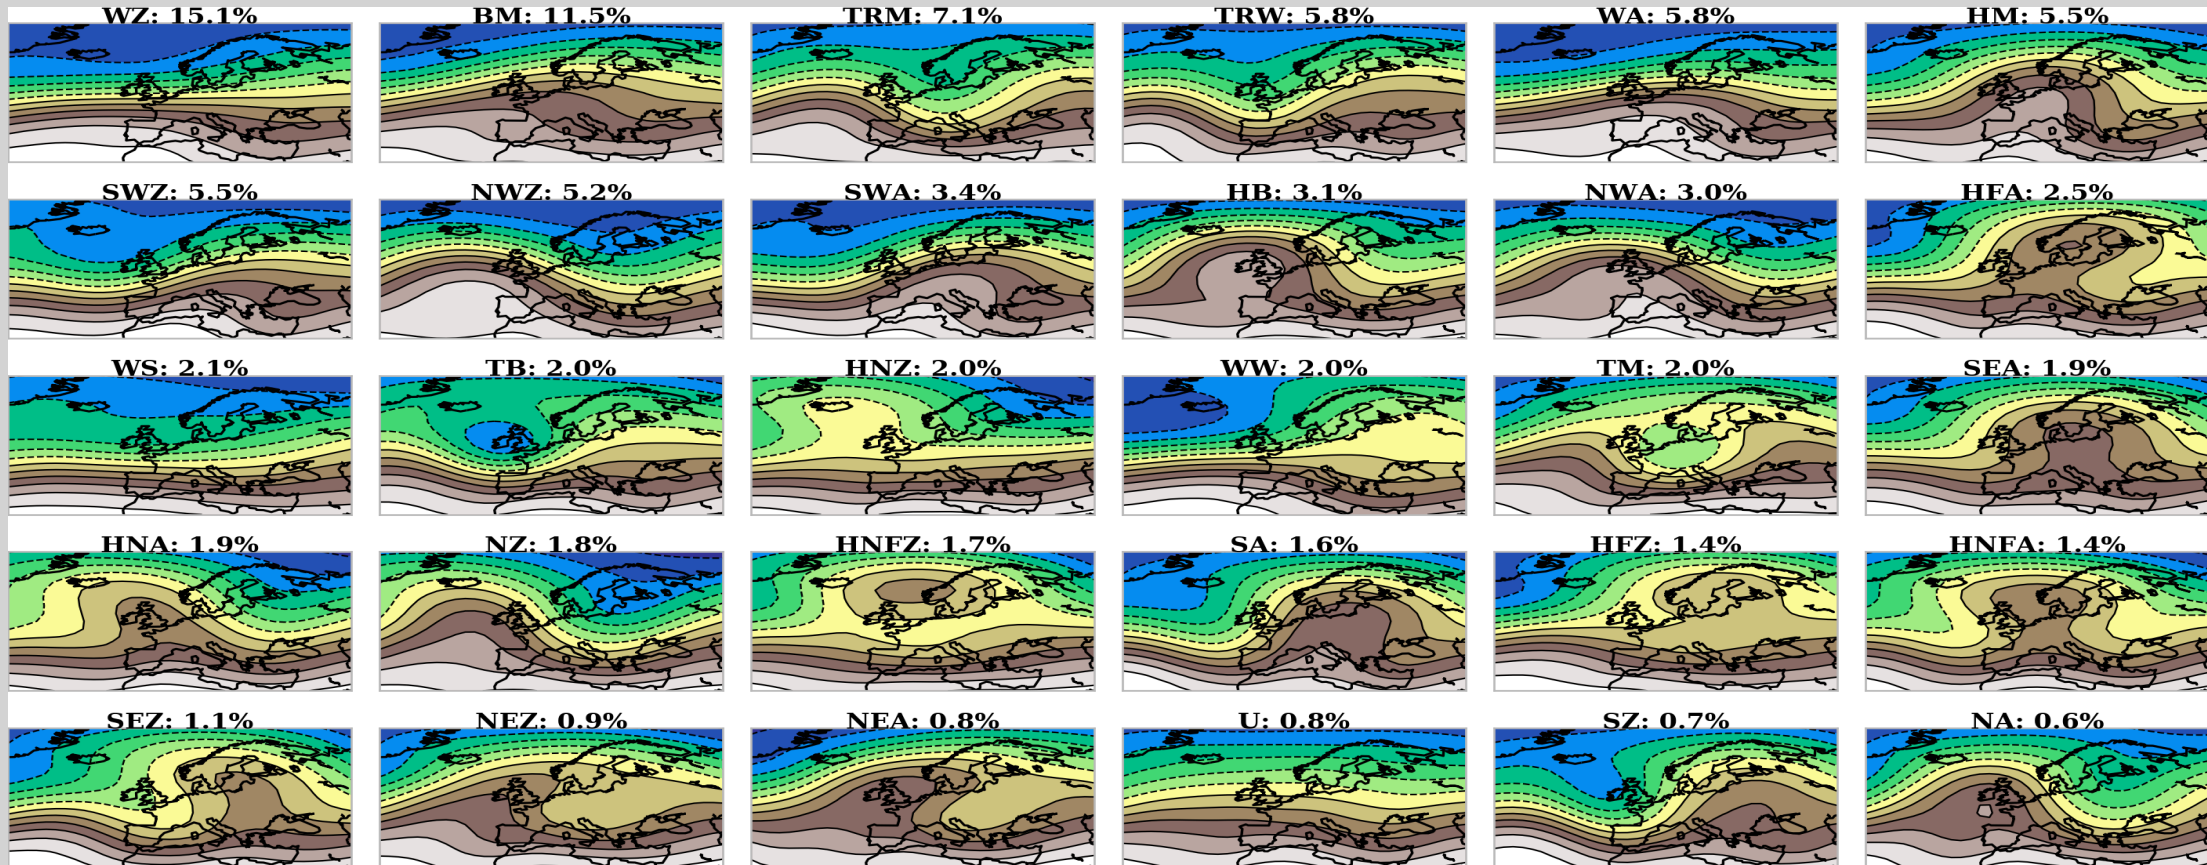 WZ: 15.1% BM: 11.5% TRM: 7.1% TRW: 5.8% WA: 5.8% HM: 5.5%
SWZ: 5.5% NWZ: 5.2% SWA: 3.4% HB: 3.1% NWA: 3.0% HFA: 2.5%
WS: 2.1% TB: 2.0% HNZ: 2.0% WW: 2.0% TM: 2.0% SEA: 1.9%
HNA: 1.9% NZ: 1.8% HNFZ: 1.7% SA: 1.6% HFZ: 1.4% HNFA: 1.4%
SEZ: 1.1% NEZ: 0.9% NEA: 0.8% U: 0.8% SZ: 0.7% NA: 0.6%